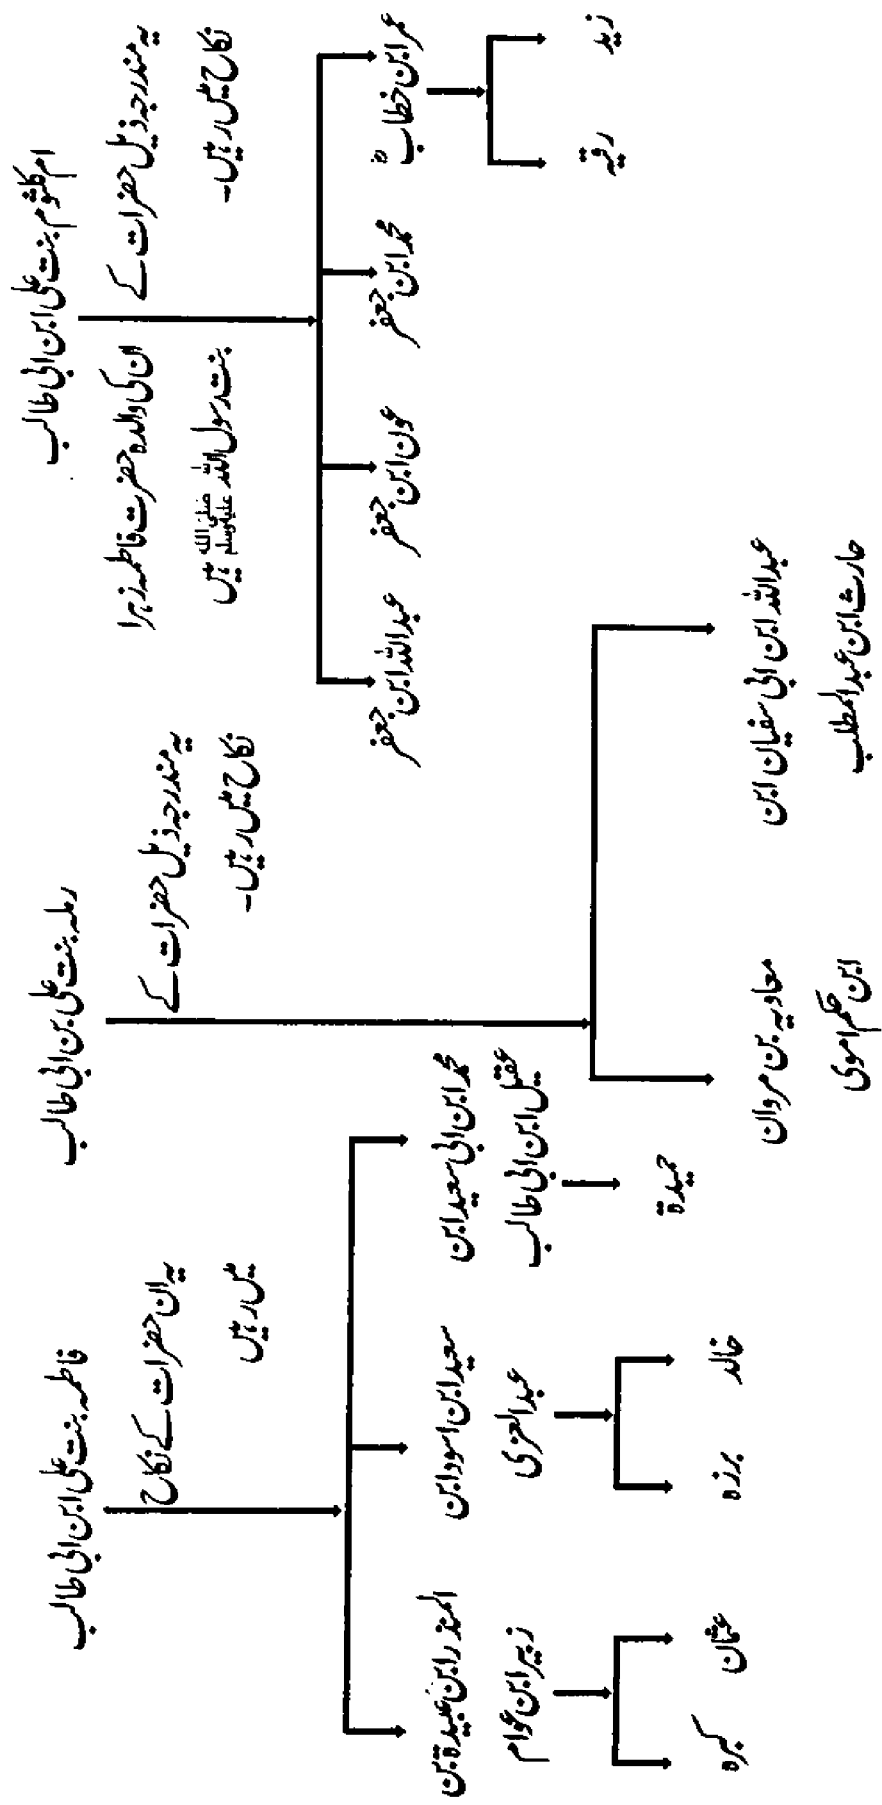 ام کلثوم بنت علی ابن ابی طالب
یہ مندرجہ ذیل حضرات کے
نکاح میں رہیں۔
ان کی والدہ حضرت فاطمہ زہرا
بنت رسول اللہ صلی اللہ علیہ وسلم ہیں
عمر ابن خطابؓ
محمد ابن جعفر
عون ابن جعفر
عبداللہ ابن جعفر
زید
رقیہ
رملہ بنت علی بن ابی طالب
یہ مندرجہ ذیل حضرات کے
نکاح میں رہیں۔
عبداللہ ابن ابی سفیان ابن
حارث ابن عبدالمطلب
معاویہ بن مروان
ابن حکم اموی
فاطمہ بنت علی ابن ابی طالب
یہ ان حضرات کے نکاح
میں رہیں
محمد ابن ابی سعید ابن
عقیل ابن ابی طالب
حمیدۃ
سعید ابن اسود ابن
عبدالعزی
خالد
برزہ
المنذر ابن عبیدۃ بن
زبیر ابن عوام
عثمان
کبرہ